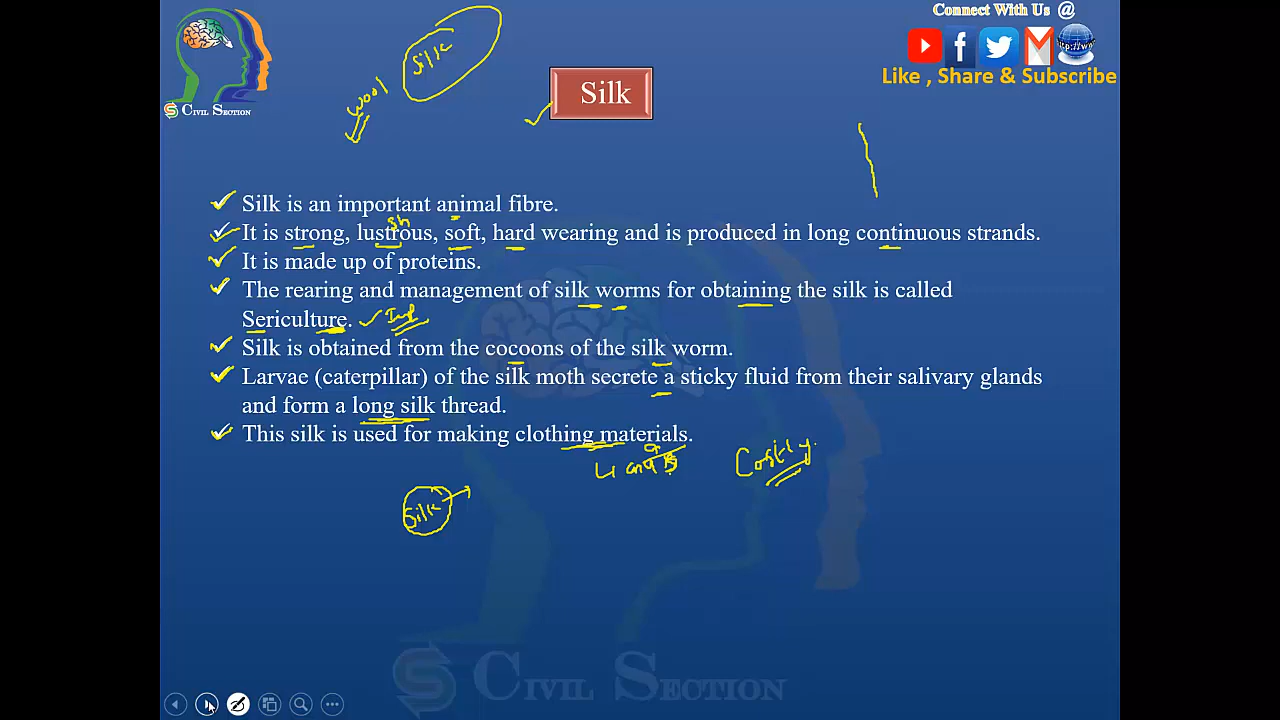 Connect With Us @
http://ww
Like , Share & Subscribe
CIVIL SECTION
Silk
wool
Silk
Silk is an important animal fibre.
sh
It is strong, lustrous, soft, hard wearing and is produced in long continuous strands.
It is made up of proteins.
The rearing and management of silk worms for obtaining the silk is called
Sericulture. Imp
Silk is obtained from the cocoons of the silk worm.
Larvae (caterpillar) of the silk moth secrete a sticky fluid from their salivary glands
and form a long silk thread.
This silk is used for making clothing materials.
Costly
Silk
CIVIL SECTION